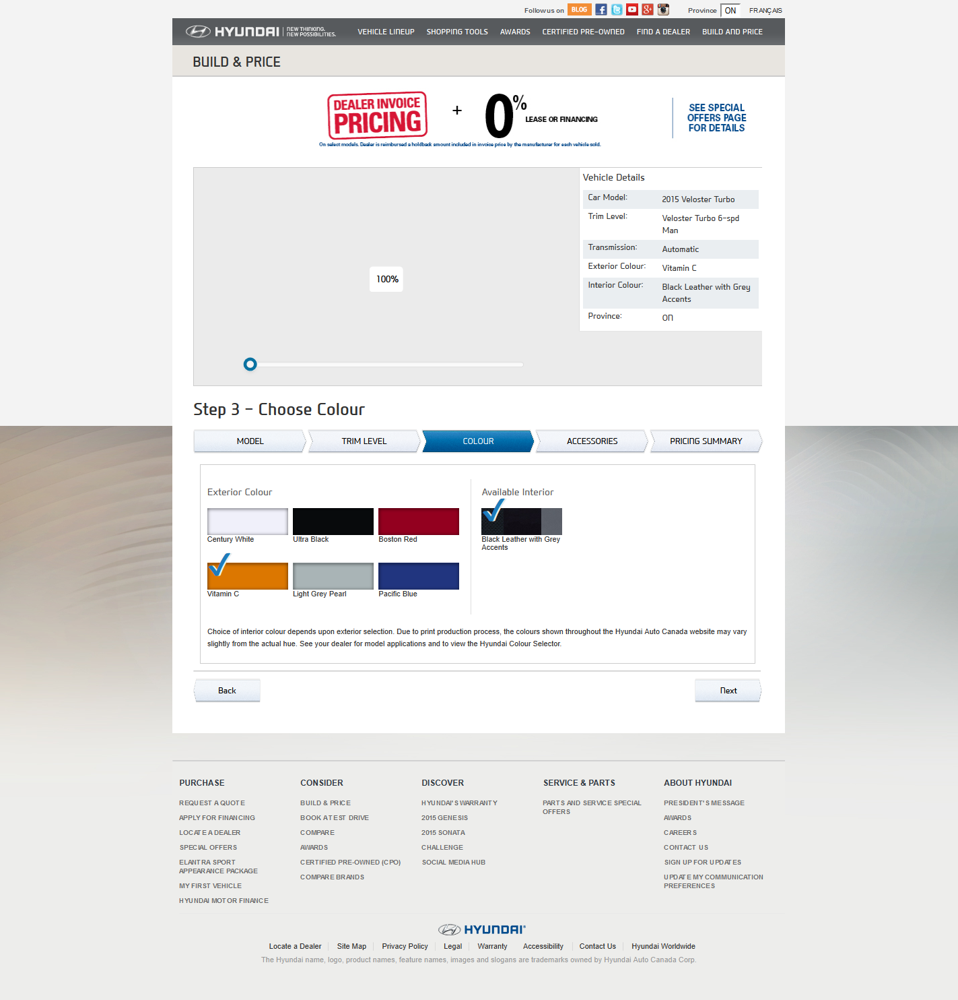 Follow us on BLOG Province ON FRANÇAIS
HYUNDAI NEW THINKING. NEW POSSIBILITIES. VEHICLE LINEUP SHOPPING TOOLS AWARDS CERTIFIED PRE-OWNED FIND A DEALER BUILD AND PRICE
BUILD & PRICE
DEALER INVOICE
PRICING
+
0%
LEASE OR FINANCING
On select models. Dealer is reimbursed a holdback amount included in invoice price by the manufacturer for each vehicle sold.
SEE SPECIAL
OFFERS PAGE
FOR DETAILS
100%
Vehicle Details
Car Model: 2015 Veloster Turbo
Trim Level: Veloster Turbo 6-spd
Man
Transmission: Automatic
Exterior Colour: Vitamin C
Interior Colour: Black Leather with Grey
Accents
Province: ON
Step 3 - Choose Colour
MODEL TRIM LEVEL COLOUR ACCESSORIES PRICING SUMMARY
Exterior Colour
Century White Ultra Black Boston Red
Vitamin C Light Grey Pearl Pacific Blue
Available Interior
Black Leather with Grey
Accents
Choice of interior colour depends upon exterior selection. Due to print production process, the colours shown throughout the Hyundai Auto Canada website may vary
slightly from the actual hue. See your dealer for model applications and to view the Hyundai Colour Selector.
Back Next
PURCHASE
REQUEST A QUOTE
APPLY FOR FINANCING
LOCATE A DEALER
SPECIAL OFFERS
ELANTRA SPORT
APPEARANCE PACKAGE
MY FIRST VEHICLE
HYUNDAI MOTOR FINANCE
CONSIDER
BUILD & PRICE
BOOK A TEST DRIVE
COMPARE
AWARDS
CERTIFIED PRE-OWNED (CPO)
COMPARE BRANDS
DISCOVER
HYUNDAI'S WARRANTY
2015 GENESIS
2015 SONATA
CHALLENGE
SOCIAL MEDIA HUB
SERVICE & PARTS
PARTS AND SERVICE SPECIAL
OFFERS
ABOUT HYUNDAI
PRESIDENT'S MESSAGE
AWARDS
CAREERS
CONTACT US
SIGN UP FOR UPDATES
UPDATE MY COMMUNICATION
PREFERENCES
HYUNDAI
Locate a Dealer Site Map Privacy Policy Legal Warranty Accessibility Contact Us Hyundai Worldwide
The Hyundai name, logo, product names, feature names, images and slogans are trademarks owned by Hyundai Auto Canada Corp.